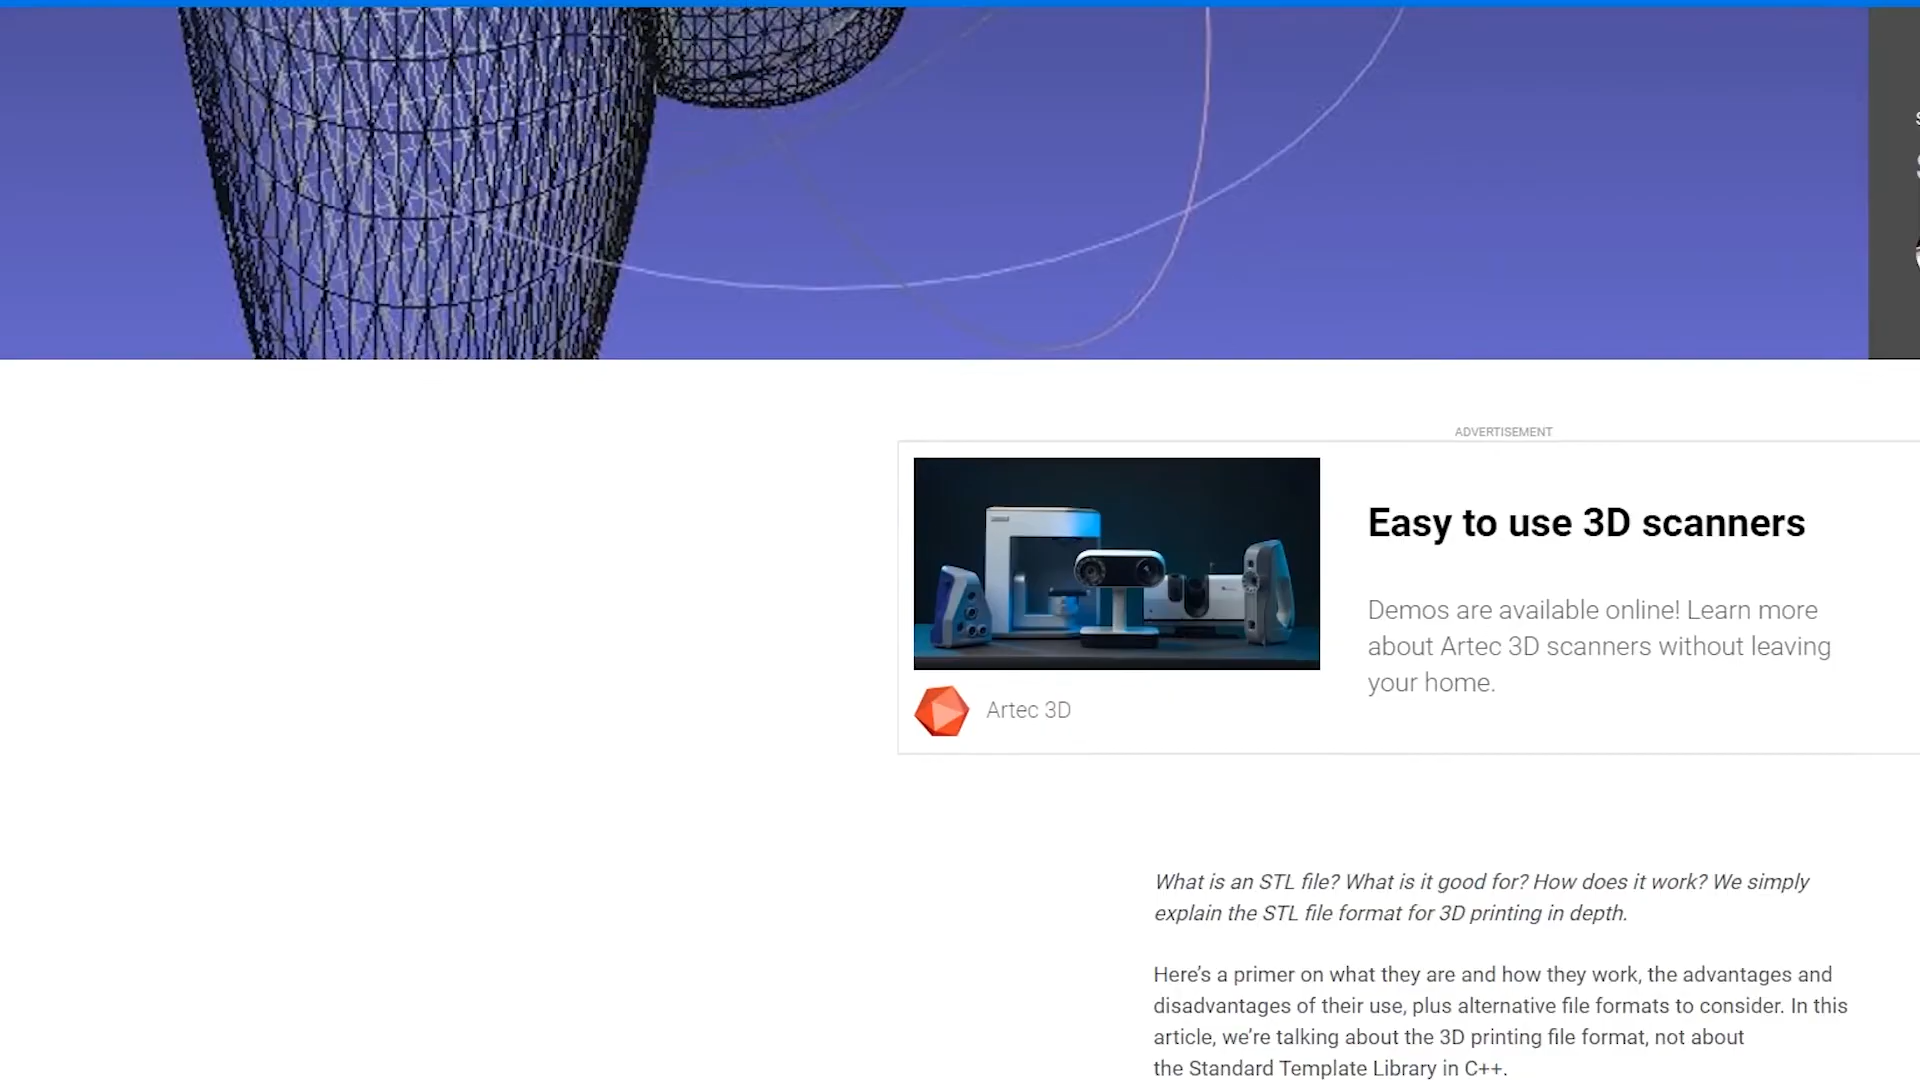 ADVERTISEMENT
Easy to use 3D scanners
Demos are available online! Learn more
about Artec 3D scanners without leaving
your home.
Artec 3D
What is an STL file? What is it good for? How does it work? We simply
explain the STL file format for 3D printing in depth.
Here’s a primer on what they are and how they work, the advantages and
disadvantages of their use, plus alternative file formats to consider. In this
article, we’re talking about the 3D printing file format, not about
the Standard Template Library in C++.